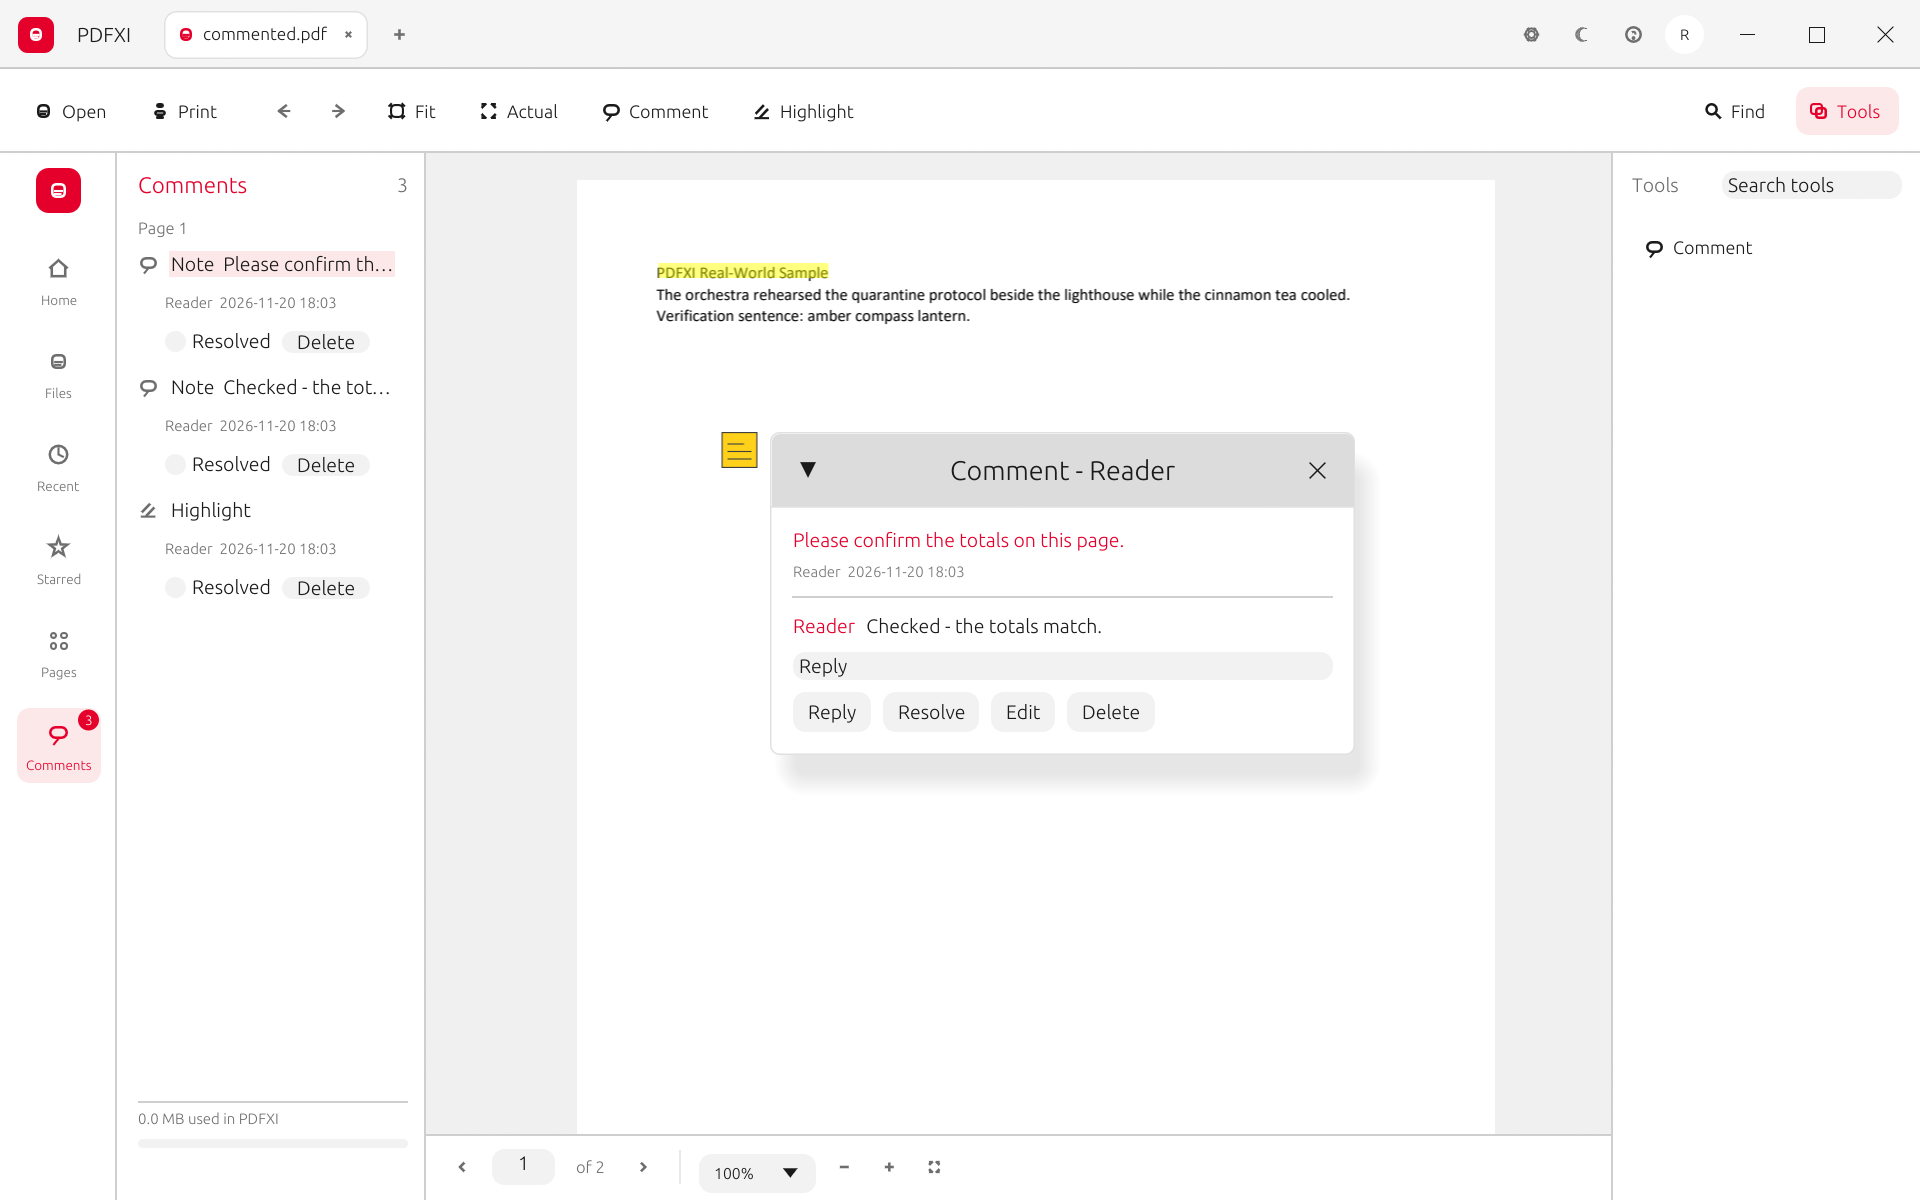 PDFXI
commented.pdf
R
Open
Print
Fit
Actual
Comment
Highlight
Find
Tools
Home
Files
Recent
Starred
Pages
3
Comments
Comments 3
Page 1
Note Please confirm th...
Reader 2026-11-20 18:03
Resolved Delete
Note Checked - the tot...
Reader 2026-11-20 18:03
Resolved Delete
Highlight
Reader 2026-11-20 18:03
Resolved Delete
0.0 MB used in PDFXI
PDFXI Real-World Sample
The orchestra rehearsed the quarantine protocol beside the lighthouse while the cinnamon tea cooled.
Verification sentence: amber compass lantern.
Comment - Reader
Please confirm the totals on this page.
Reader 2026-11-20 18:03
Reader Checked - the totals match.
Reply
Reply Resolve Edit Delete
1 of 2
100%
Tools
Search tools
Comment